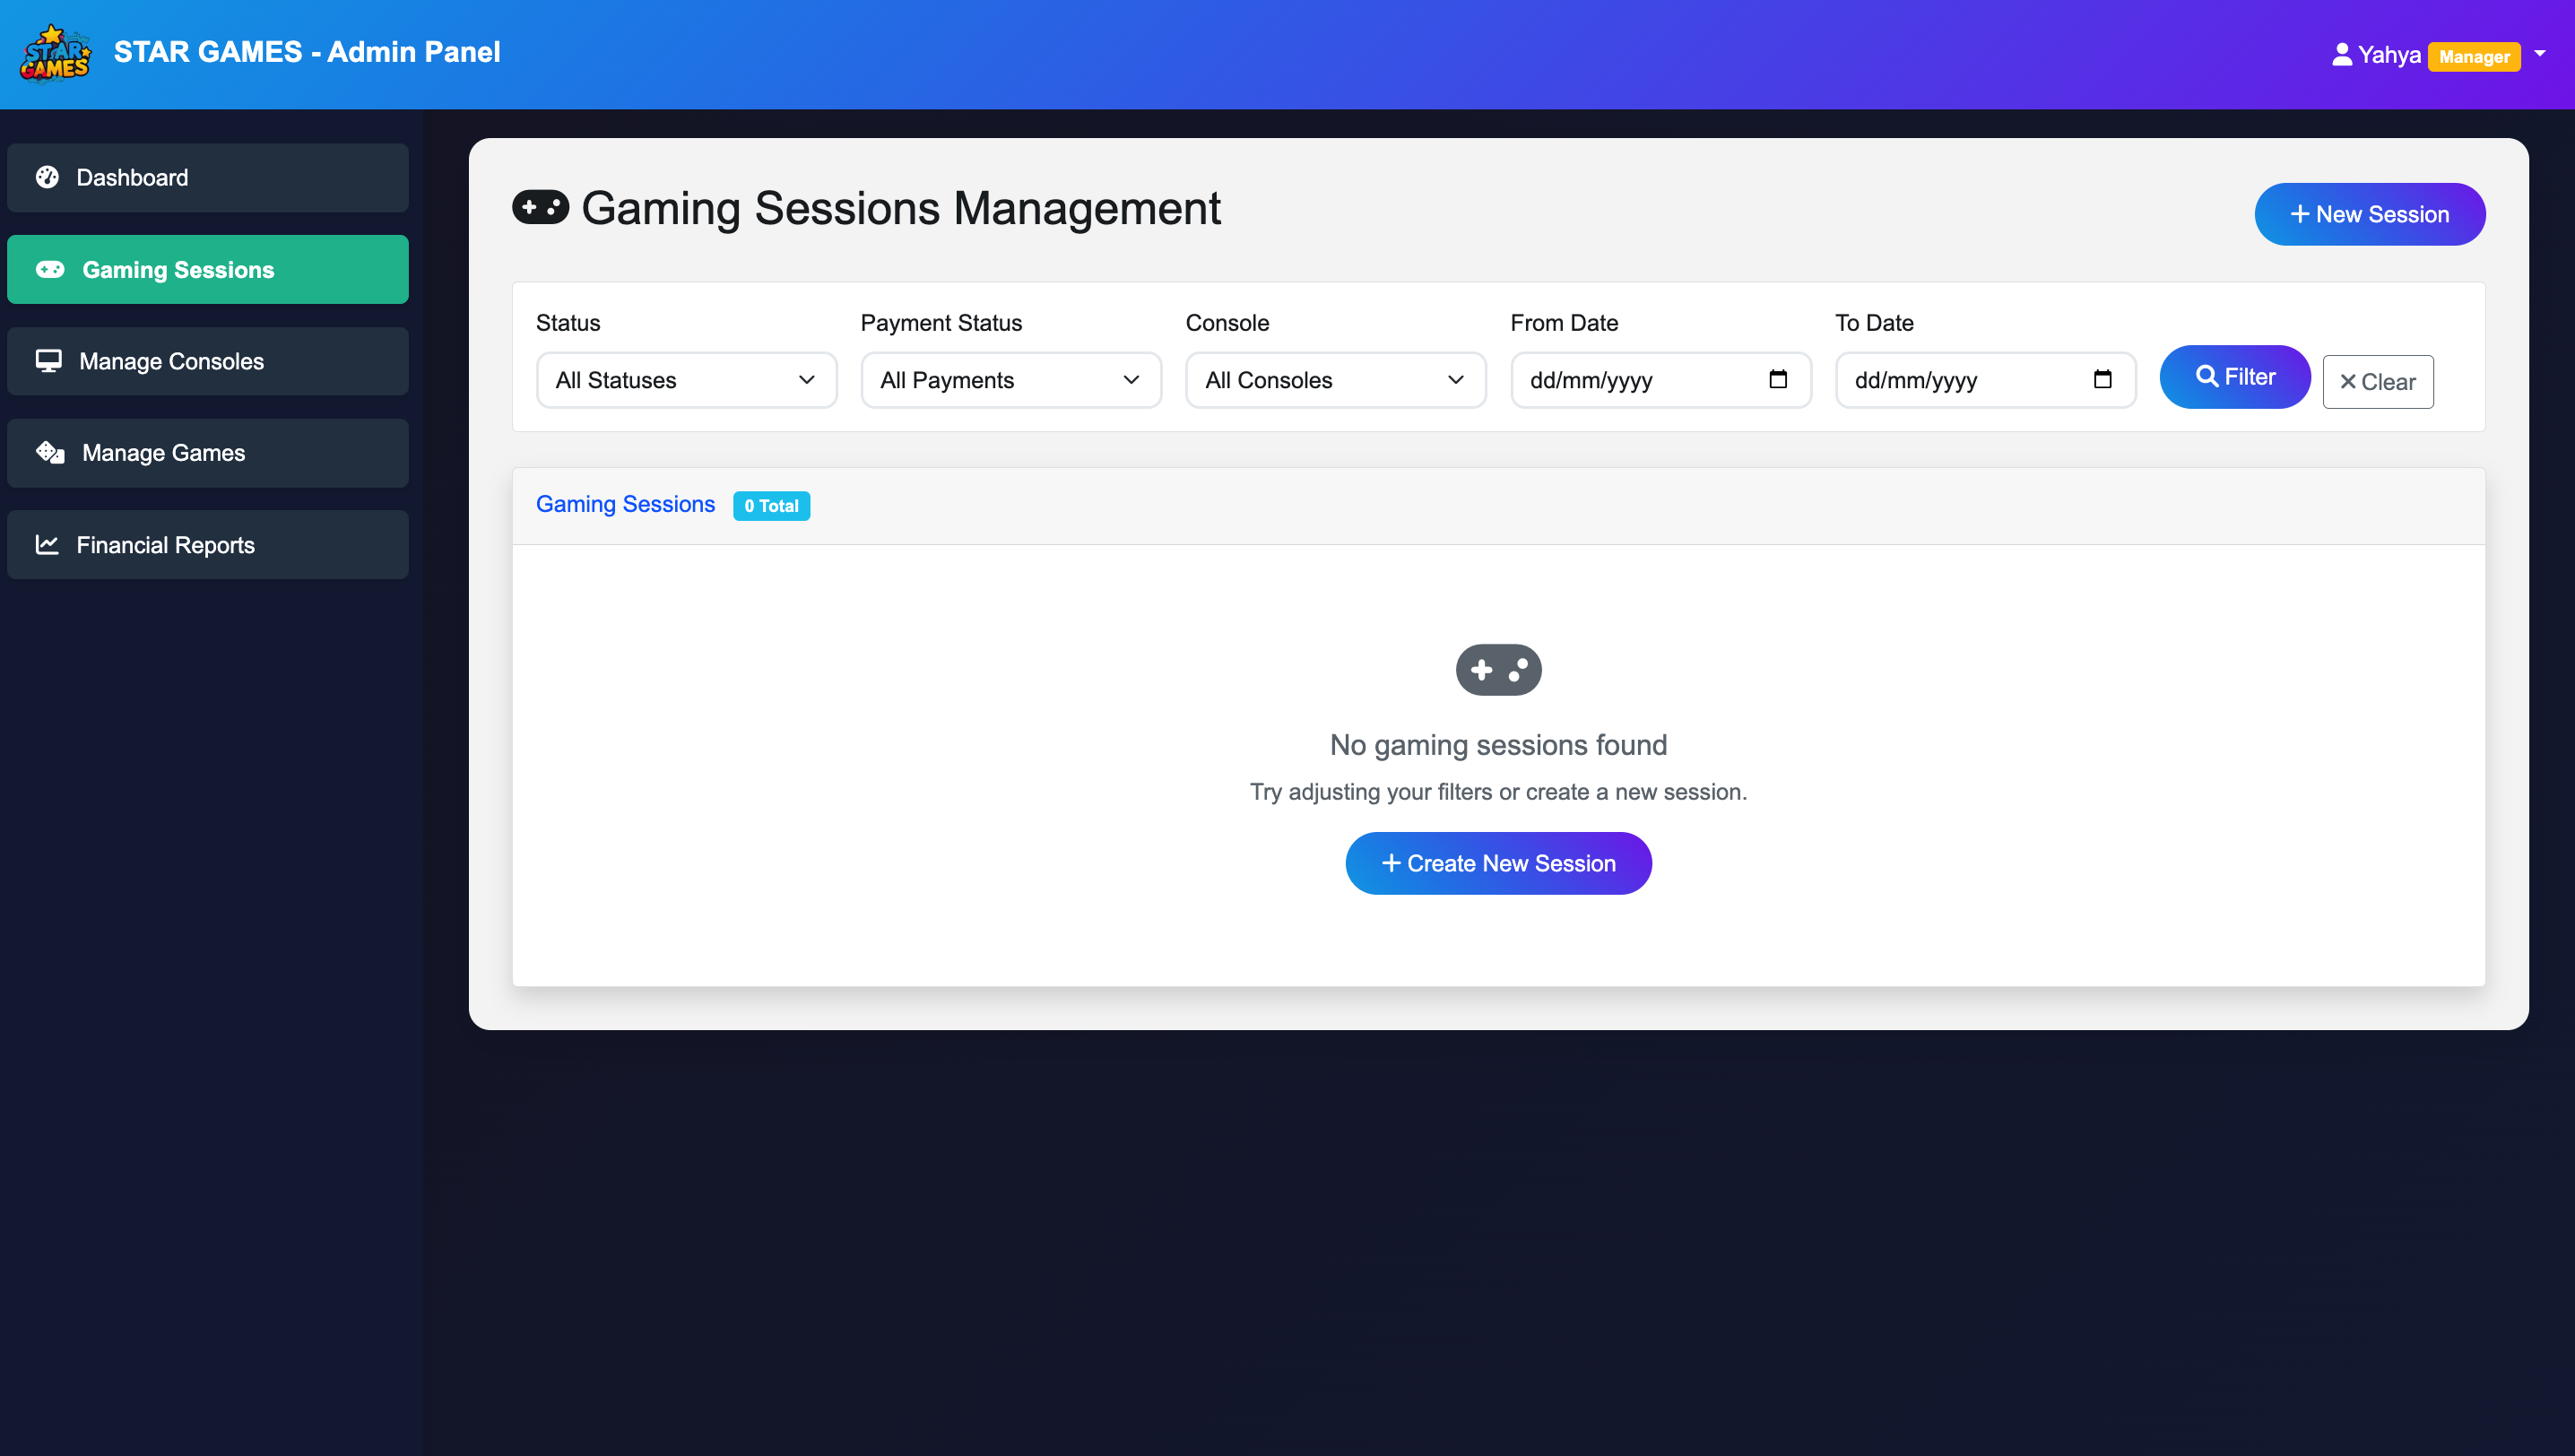 STAR GAMES
STAR GAMES - Admin Panel
Yahya Manager
Dashboard
Gaming Sessions
Manage Consoles
Manage Games
Financial Reports
Gaming Sessions Management
New Session
Status
Payment Status
Console
From Date
To Date
All Statuses
All Payments
All Consoles
dd/mm/yyyy
dd/mm/yyyy
Filter
Clear
Gaming Sessions 0 Total
No gaming sessions found
Try adjusting your filters or create a new session.
Create New Session